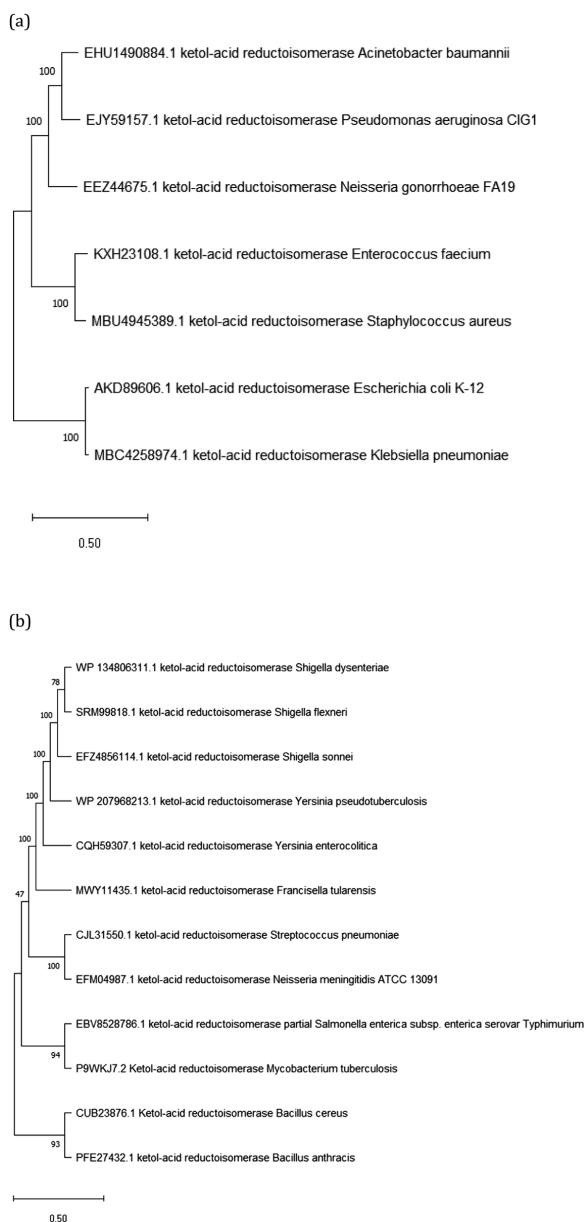 (a)
100
EHU1490884.1 ketol-acid reductoisomerase Acinetobacter baumannii
100
EJY59157.1 ketol-acid reductoisomerase Pseudomonas aeruginosa CIG1
EEZ44675.1 ketol-acid reductoisomerase Neisseria gonorrhoeae FA19
KXH23108.1 ketol-acid reductoisomerase Enterococcus faecium
100
MBU4945389.1 ketol-acid reductoisomerase Staphylococcus aureus
AKD89606.1 ketol-acid reductoisomerase Escherichia coli K-12
100
MBC4258974.1 ketol-acid reductoisomerase Klebsiella pneumoniae
0.50
(b)
WP 134806311.1 ketol-acid reductoisomerase Shigella dysenteriae
78
SRM99818.1 ketol-acid reductoisomerase Shigella flexneri
100
EFZ4856114.1 ketol-acid reductoisomerase Shigella sonnei
100
WP 207968213.1 ketol-acid reductoisomerase Yersinia pseudotuberculosis
100
CQH59307.1 ketol-acid reductoisomerase Yersinia enterocolitica
100
MWY11435.1 ketol-acid reductoisomerase Francisella tularensis
47
CJL31550.1 ketol-acid reductoisomerase Streptococcus pneumoniae
100
EFM04987.1 ketol-acid reductoisomerase Neisseria meningitidis ATCC 13091
EBV8528786.1 ketol-acid reductoisomerase partial Salmonella enterica subsp. enterica serovar Typhimurium
94
P9WKJ7.2 Ketol-acid reductoisomerase Mycobacterium tuberculosis
CUB23876.1 Ketol-acid reductoisomerase Bacillus cereus
93
PFE27432.1 ketol-acid reductoisomerase Bacillus anthracis
0.50